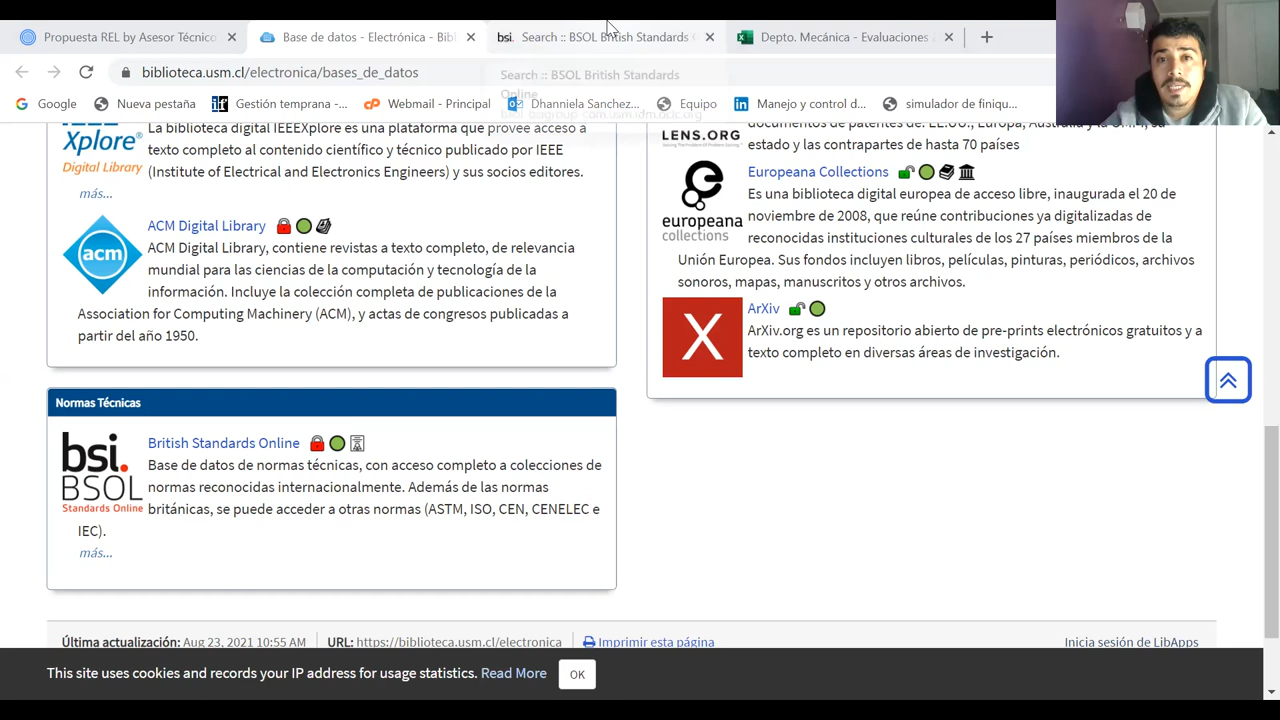 Propuesta REL by Asesor Técnico
Base de datos - Electrónica - Bibl
bsi. Search :: BSOL British Standards
Depto. Mecánica - Evaluaciones
biblioteca.usm.cl/electronica/bases_de_datos
Search :: BSOL British Standards
Online
Google
Nueva pestaña
Gestión temprana -...
Webmail - Principal
Dhanniela Sanchez...
Equipo
Manejo y control d...
simulador de finiqu...
IEEE
Xplore®
Digital Library
La biblioteca digital IEEEXplore es una plataforma que provee acceso a
texto completo al contenido científico y técnico publicado por IEEE
(Institute of Electrical and Electronics Engineers) y sus socios editores.
más...
acm
ACM Digital Library
ACM Digital Library, contiene revistas a texto completo, de relevancia
mundial para las ciencias de la computación y tecnología de la
información. Incluye la colección completa de publicaciones de la
Association for Computing Machinery (ACM), y actas de congresos publicadas a
partir del año 1950.
Normas Técnicas
bsi.
BSOL
Standards Online
British Standards Online
Base de datos de normas técnicas, con acceso completo a colecciones de
normas reconocidas internacionalmente. Además de las normas
británicas, se puede acceder a otras normas (ASTM, ISO, CEN, CENELEC e
IEC).
más...
LENS.ORG
estado y las contrapartes de hasta 70 países
europeana
collections
Europeana Collections
Es una biblioteca digital europea de acceso libre, inaugurada el 20 de
noviembre de 2008, que reúne contribuciones ya digitalizadas de
reconocidas instituciones culturales de los 27 países miembros de la
Unión Europea. Sus fondos incluyen libros, películas, pinturas, periódicos, archivos
sonoros, mapas, manuscritos y otros archivos.
X
ArXiv
ArXiv.org es un repositorio abierto de pre-prints electrónicos gratuitos y a
texto completo en diversas áreas de investigación.
Última actualización: Aug 23, 2021 10:55 AM
URL: https://biblioteca.usm.cl/electronica
Imprimir esta página
Inicia sesión de LibApps
This site uses cookies and records your IP address for usage statistics. Read More
OK